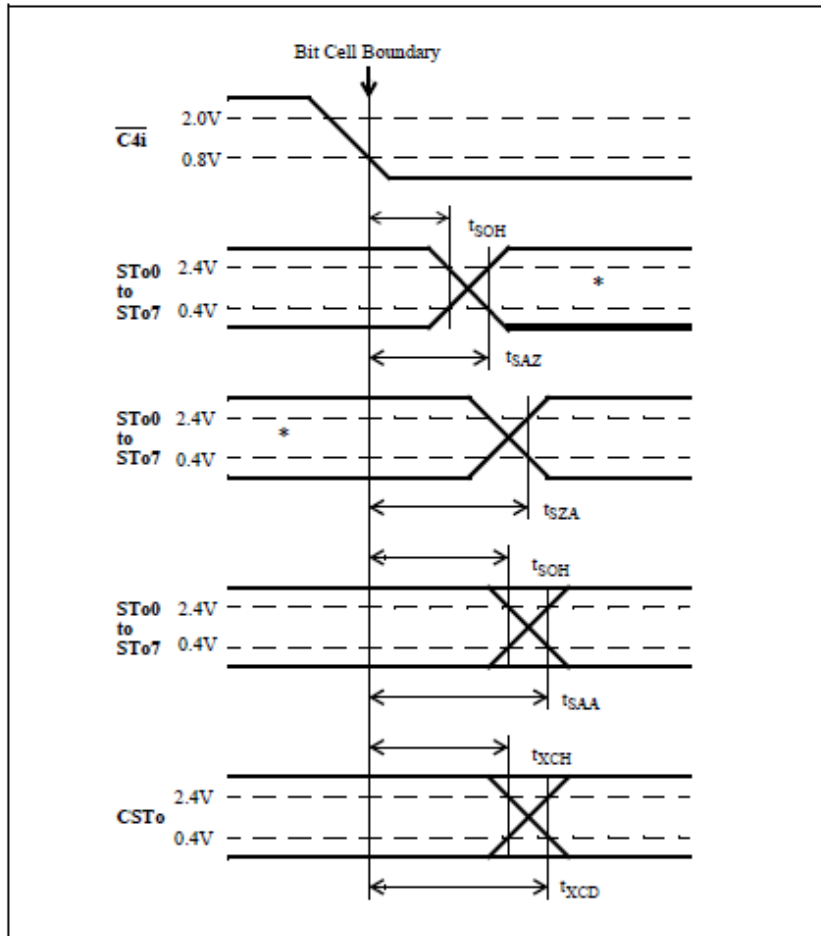 Bit Cell Boundary
C4i
2.0V
0.8V
tSOH
STo0
to
STo7
2.4V
*
0.4V
tSAZ
STo0
to
STo7
2.4V
*
0.4V
tSZA
tSOH
STo0
to
STo7
2.4V
0.4V
tSAA
tXCH
CSTo
2.4V
0.4V
tXCD